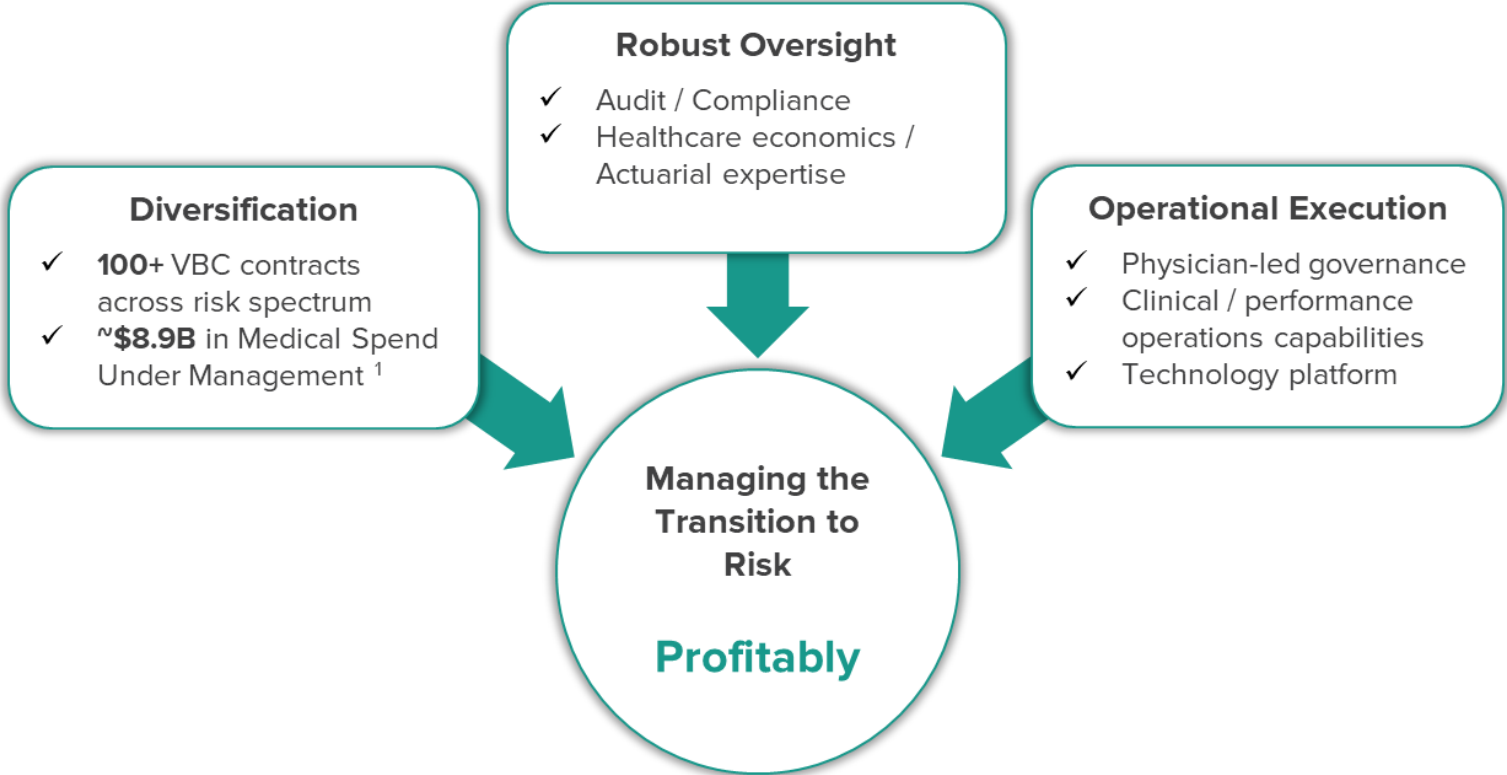 Robust Oversight
✓ Audit / Compliance
✓ Healthcare economics /
Actuarial expertise
Diversification
✓ 100+ VBC contracts
across risk spectrum
✓ ~$8.9B in Medical Spend
Under Management ¹
Operational Execution
✓ Physician-led governance
✓ Clinical / performance
operations capabilities
✓ Technology platform
Managing the
Transition to
Risk
Profitably